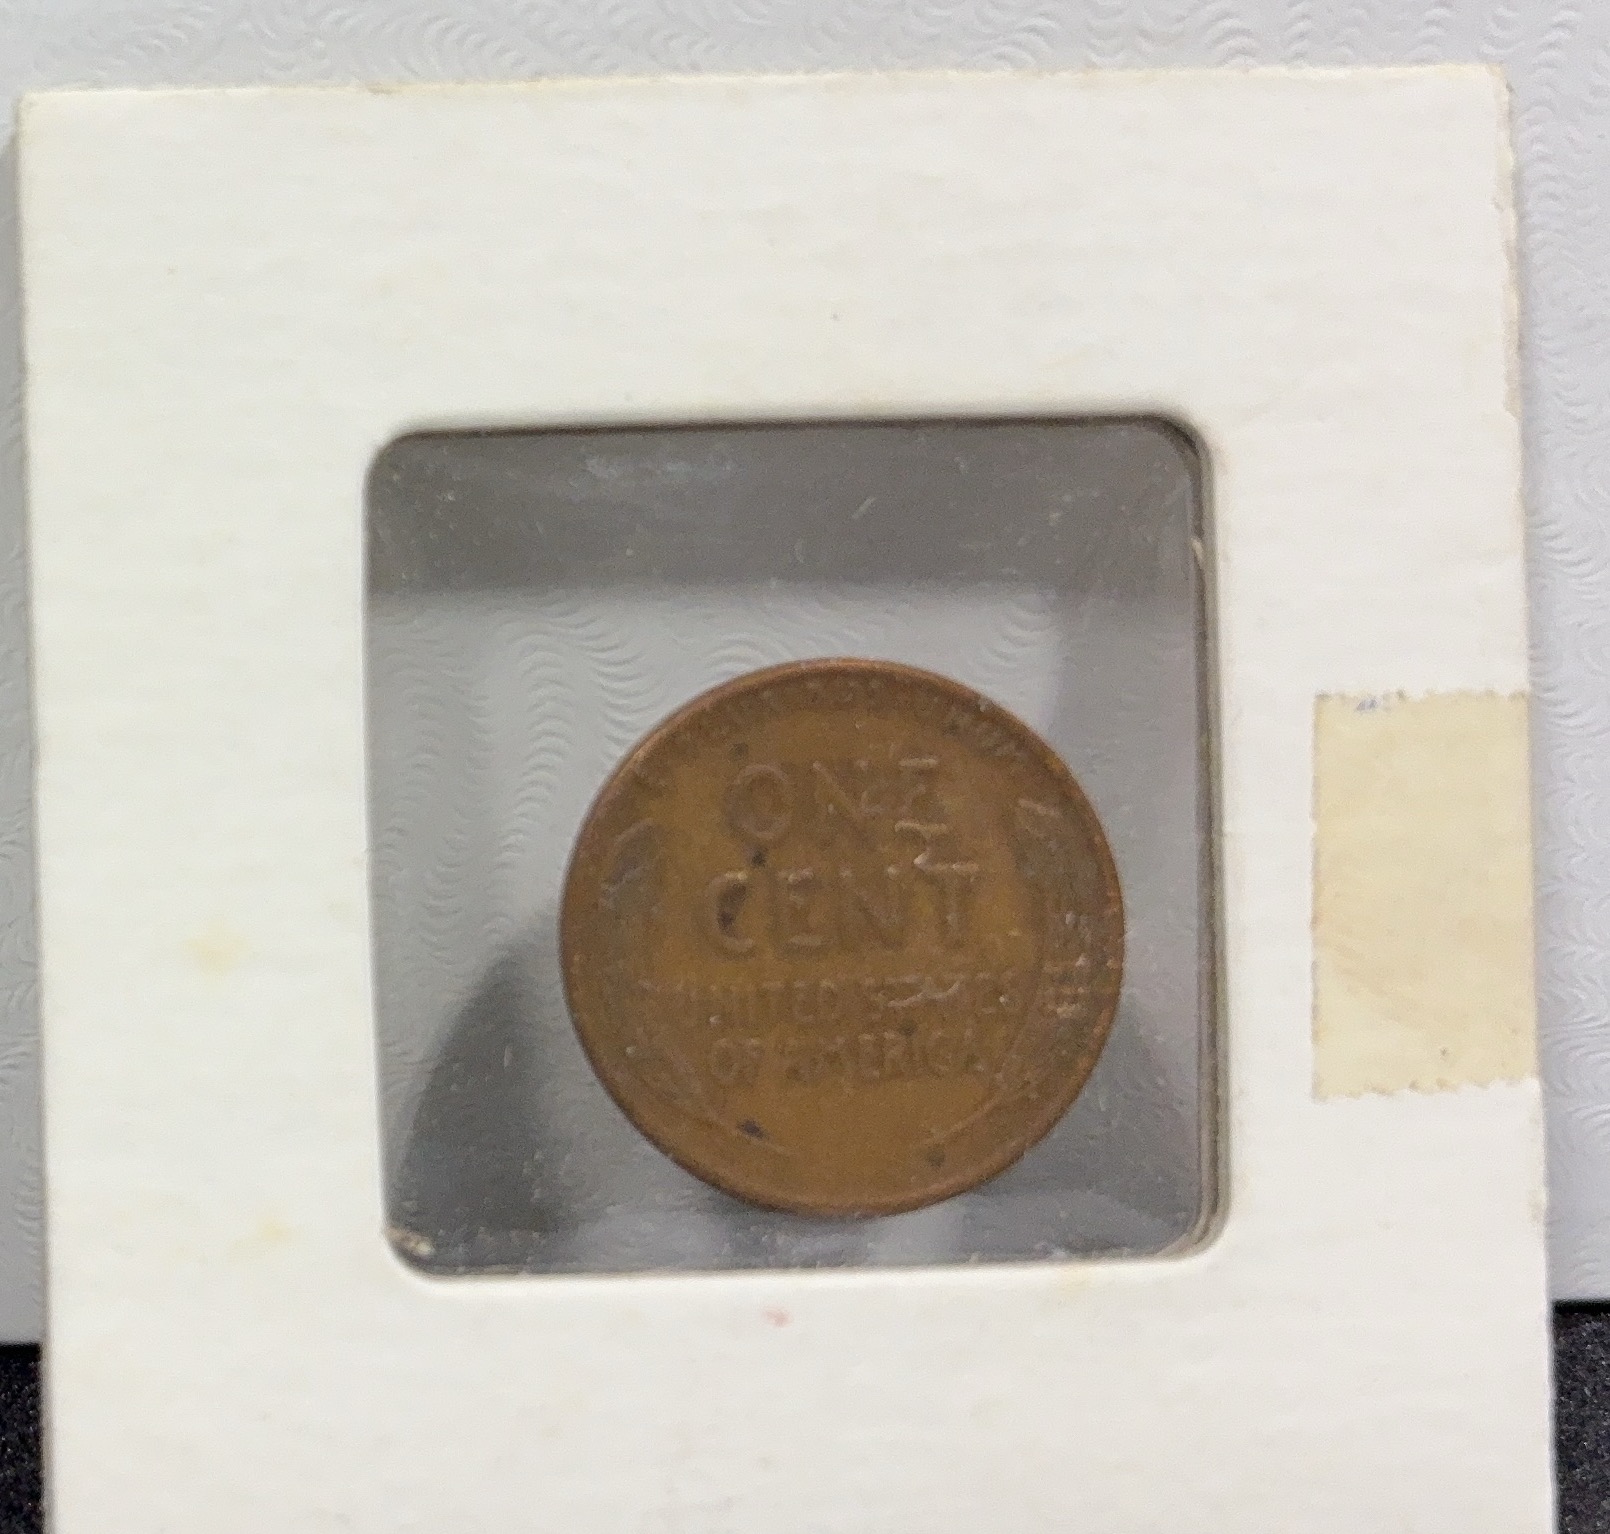 ONE
CENT
UNITED STATES
OF AMERICA